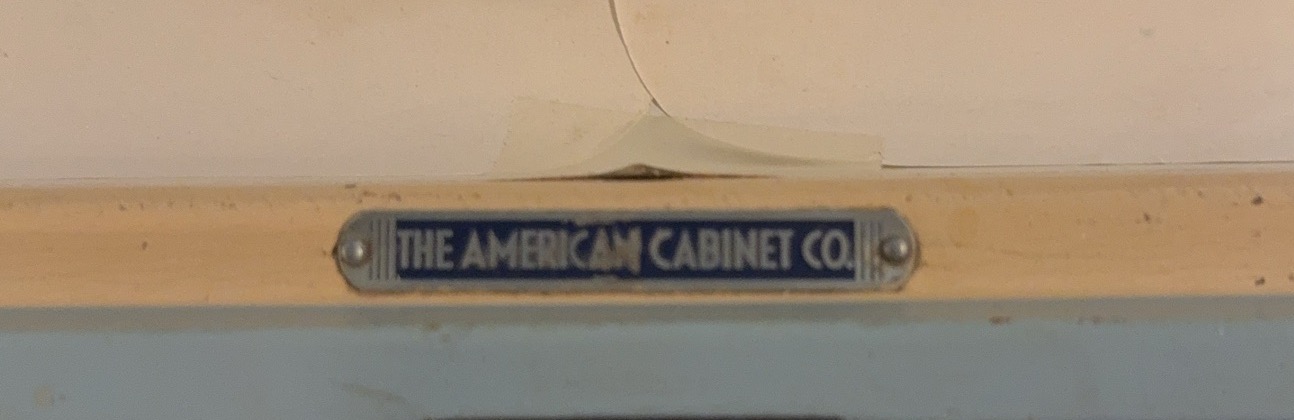 THE AMERICAN CABINET CO.